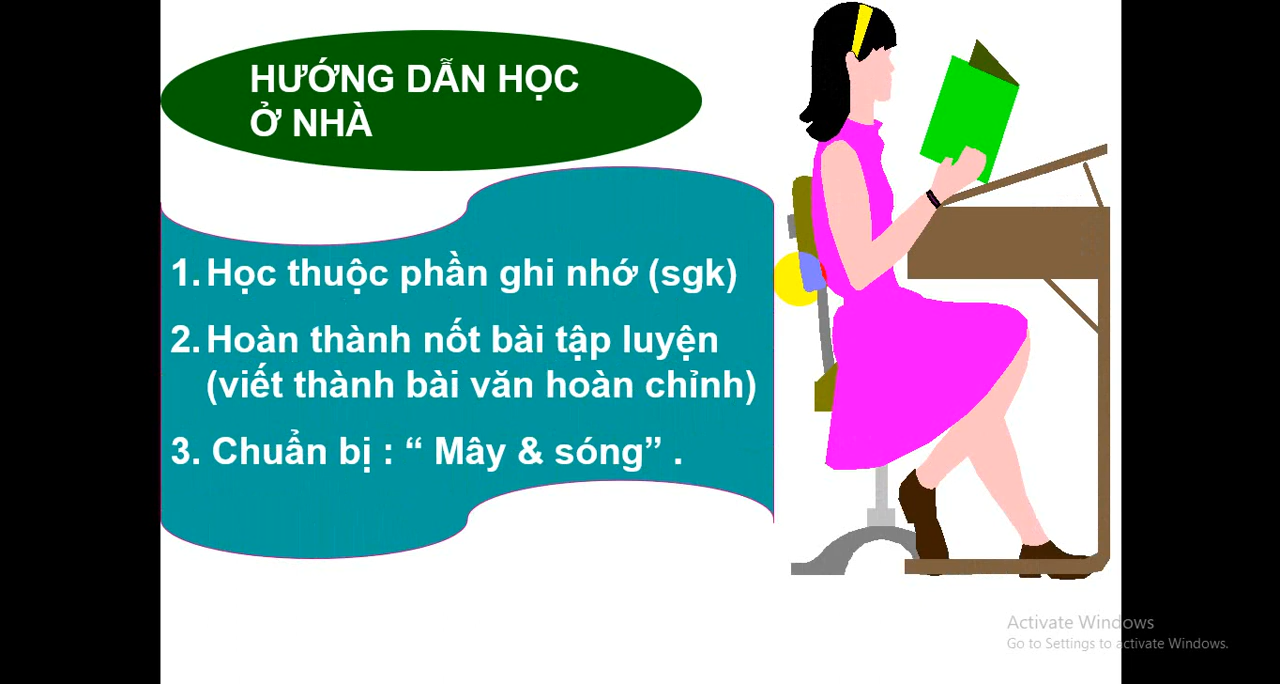 HƯỚNG DẪN HỌC
Ở NHÀ
1. Học thuộc phần ghi nhớ (sgk)
2. Hoàn thành nốt bài tập luyện
(viết thành bài văn hoàn chỉnh)
3. Chuẩn bị : “ Mây & sóng” .
Activate Windows
Go to Settings to activate Windows.